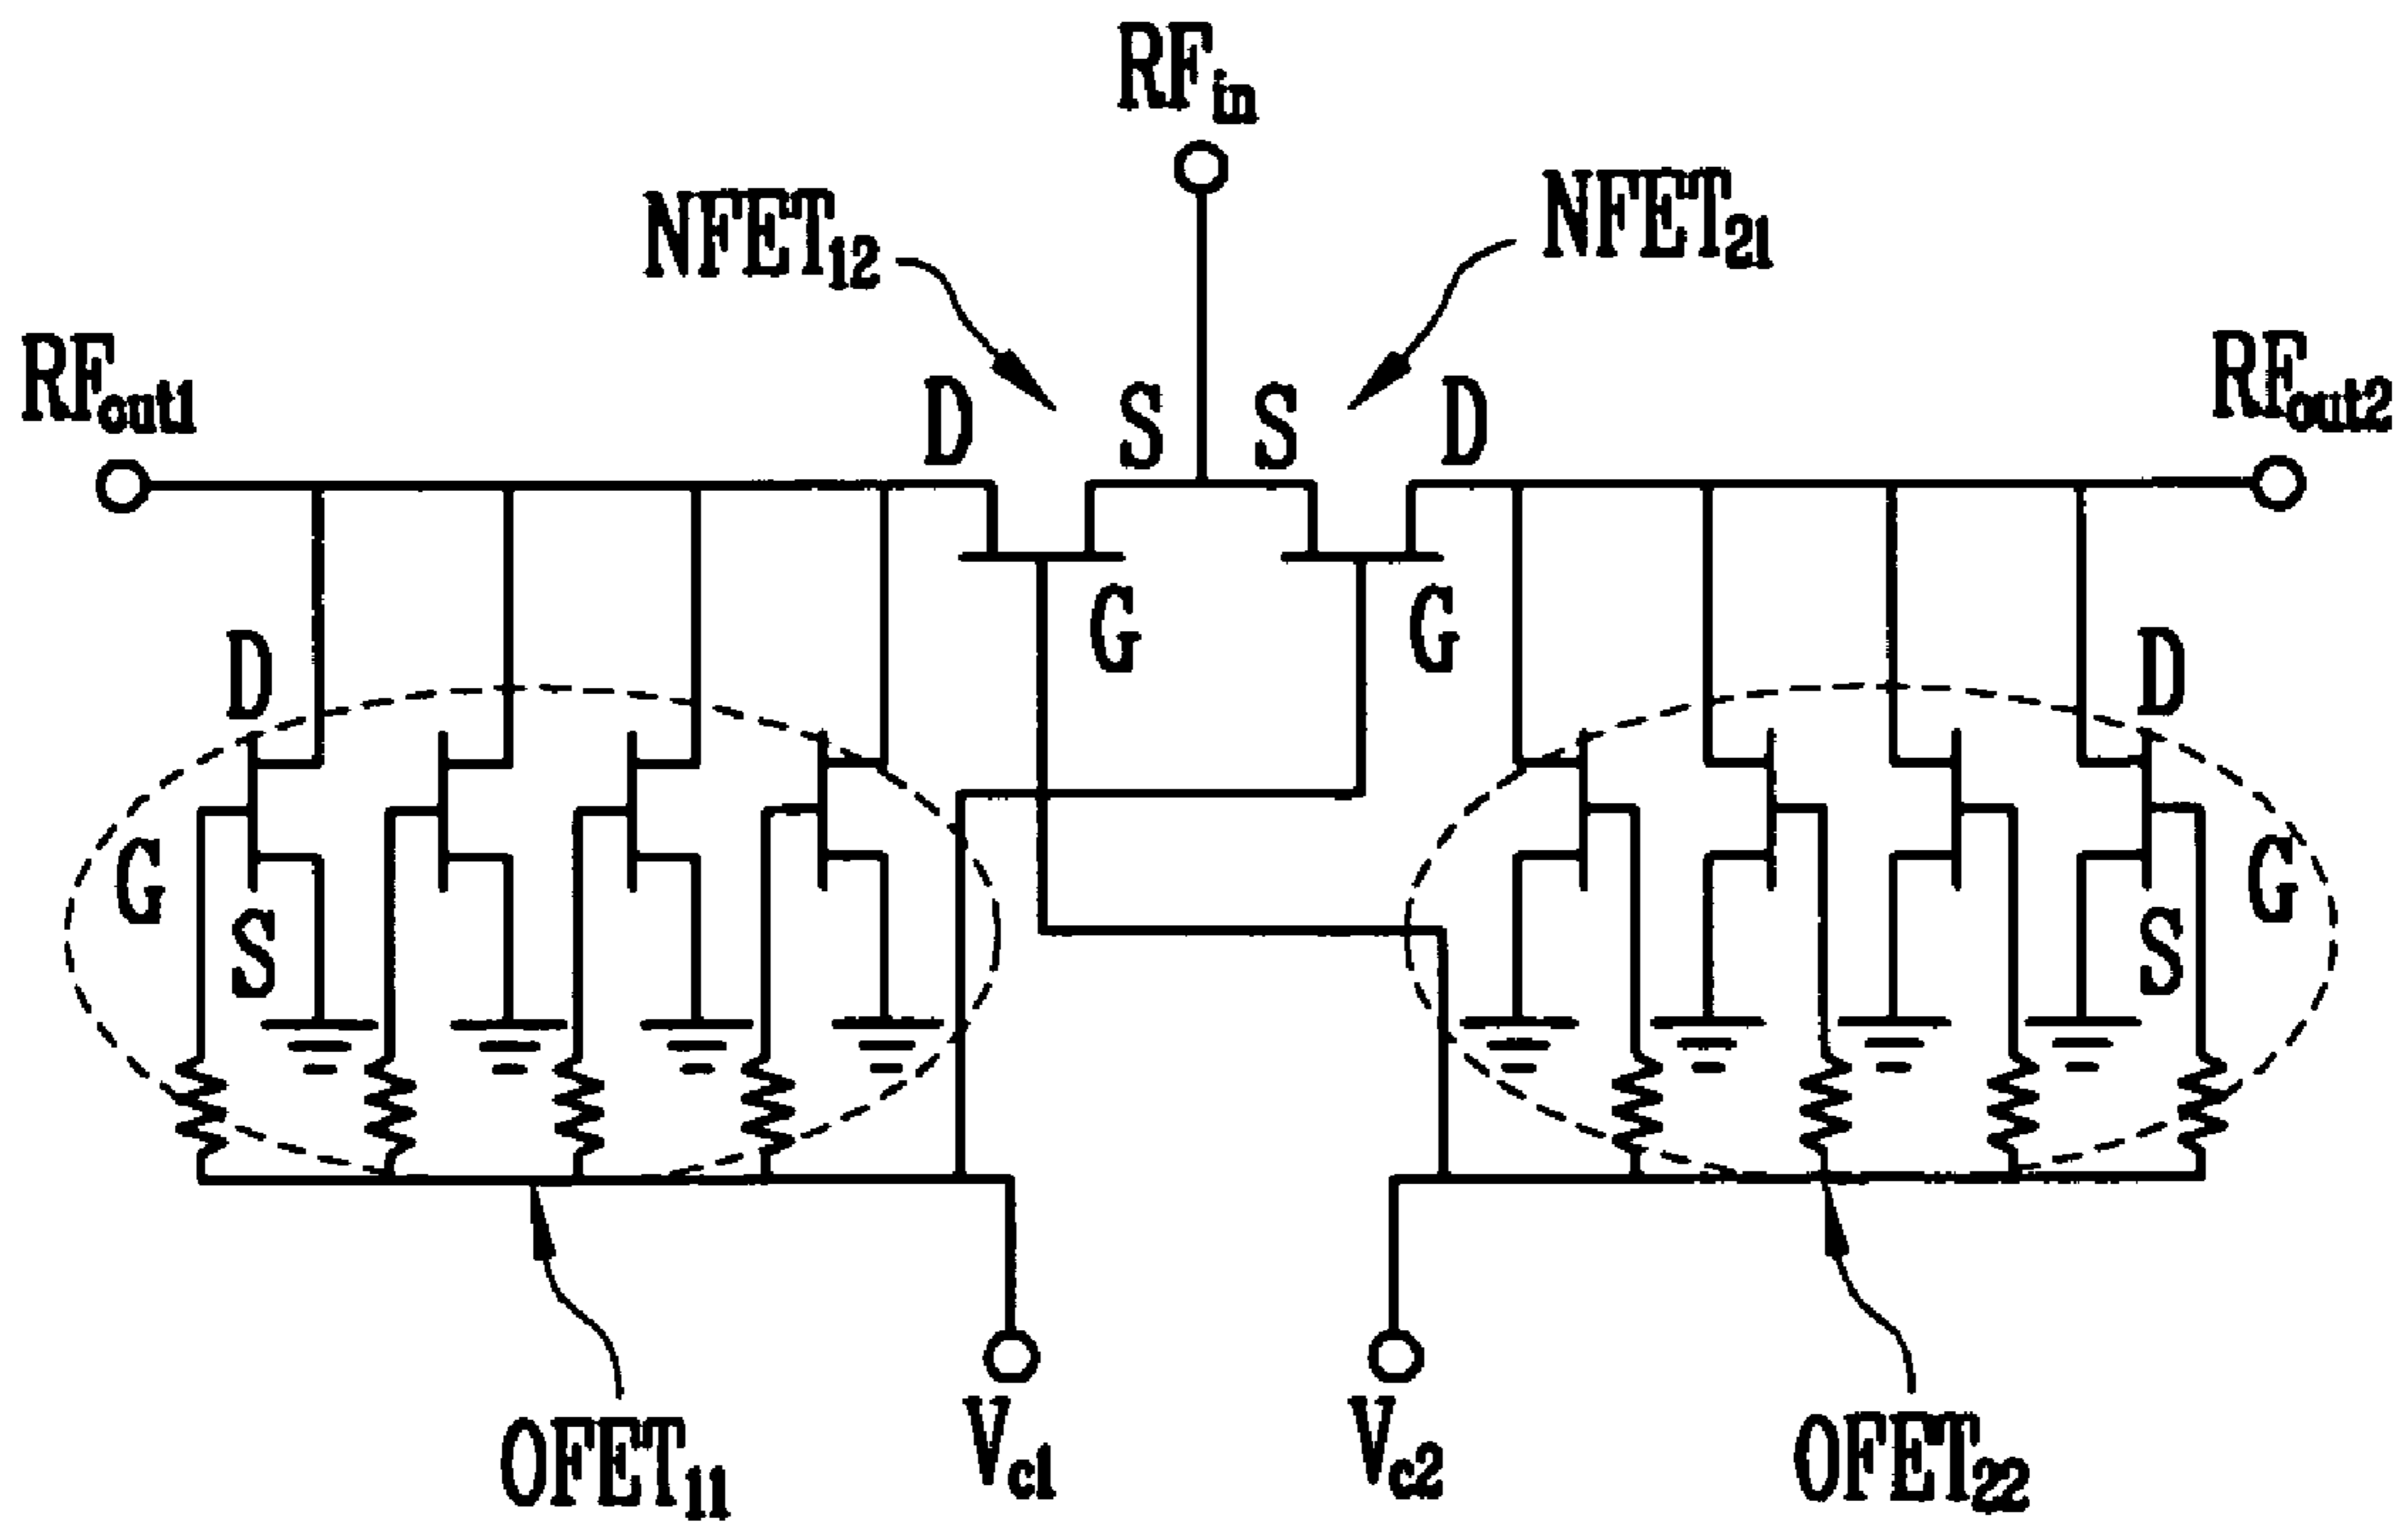 RFin
NFET12
NFET21
RFout1
RFout2
D
S
S
D
G
G
D
D
G
G
S
S
Vc1
Vc2
OFET11
OFET22